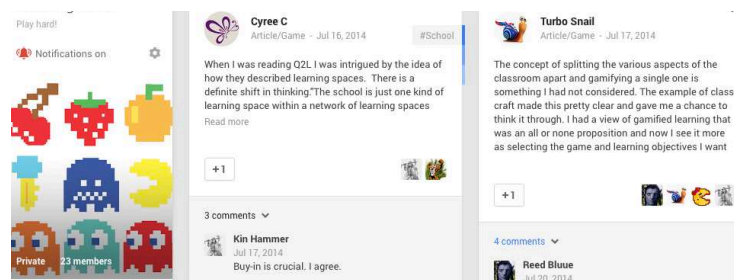 Play hard!
Notifications on
Private 23 members
Cyree C
Article/Game - Jul 16, 2014
#School
When I was reading Q2L I was intrigued by the idea of
how they described learning spaces. There is a
definite shift in thinking."The school is just one kind of
learning space within a network of learning spaces
Read more
+1
3 comments
Kin Hammer
Jul 17, 2014
Buy-in is crucial. I agree.
Turbo Snail
Article/Game - Jul 17, 2014
The concept of splitting the various aspects of the
classroom apart and gamifying a single one is
something I had not considered. The example of class
craft made this pretty clear and gave me a chance to
think it through. I had a view of gamified learning that
was an all or none proposition and now I see it more
as selecting the game and learning objectives I want
+1
4 comments
Reed Bluue
Jul 20, 2014